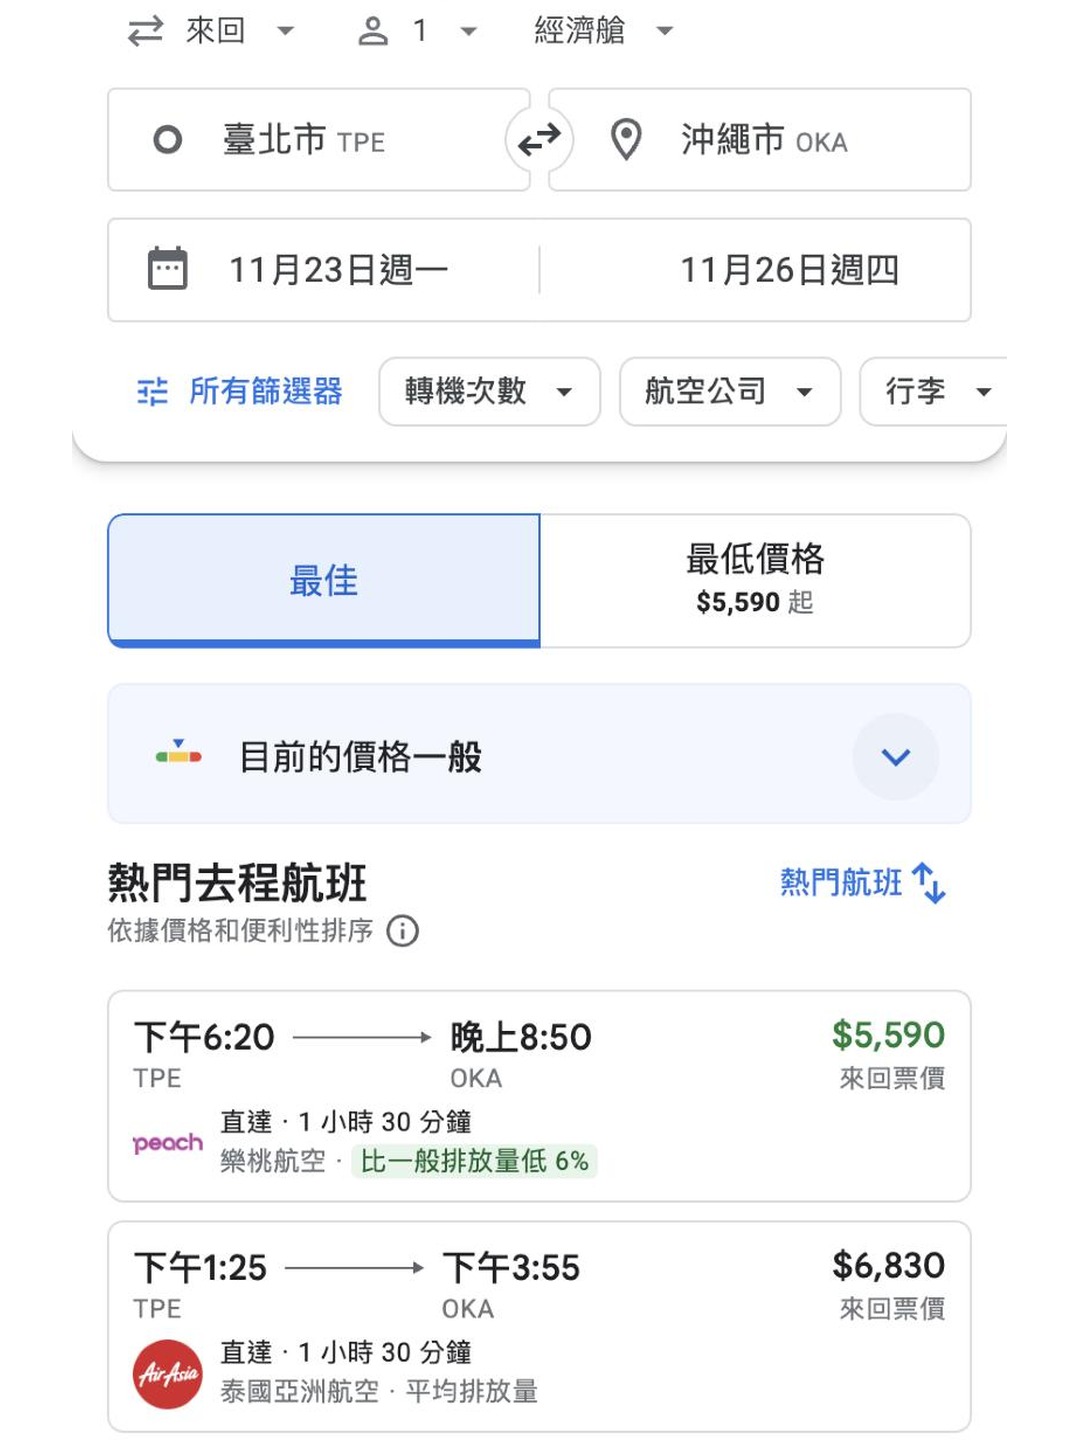 來回 1 經濟艙
臺北市 TPE 沖繩市 OKA
11月23日週一 11月26日週四
所有篩選器 轉機次數 航空公司 行李
最佳 最低價格
$5,590 起
目前的價格一般
熱門去程航班 熱門航班
依據價格和便利性排序
下午6:20 晚上8:50 $5,590
TPE OKA 來回票價
直達 · 1 小時 30 分鐘
peach 樂桃航空 · 比一般排放量低 6%
下午1:25 下午3:55 $6,830
TPE OKA 來回票價
直達 · 1 小時 30 分鐘
AirAsia 泰國亞洲航空 · 平均排放量